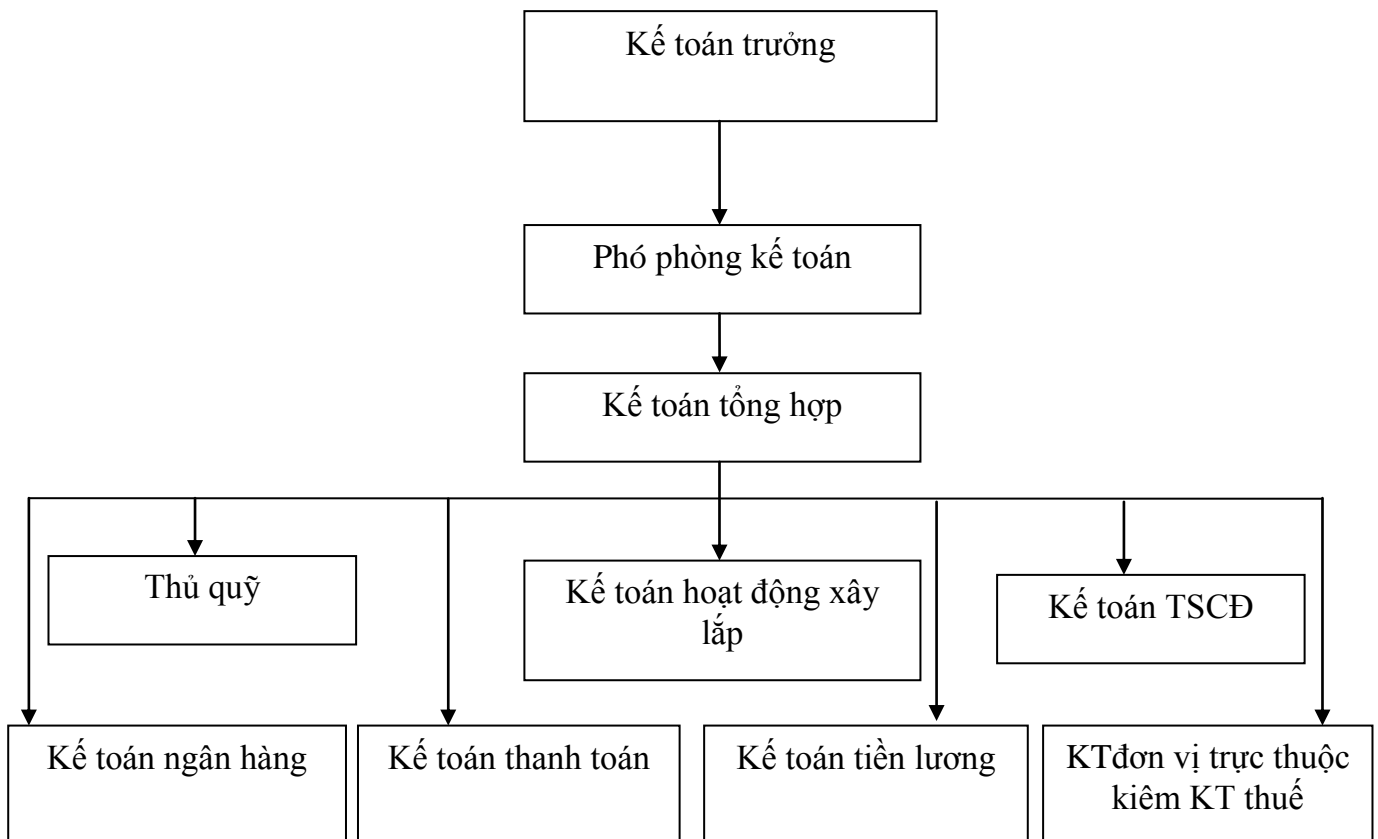 Kế toán trưởng
Phó phòng kế toán
Kế toán tổng hợp
Thủ quỹ
Kế toán hoạt động xây
lắp
Kế toán TSCĐ
Kế toán ngân hàng
Kế toán thanh toán
Kế toán tiền lương
KTđơn vị trực thuộc
kiêm KT thuế